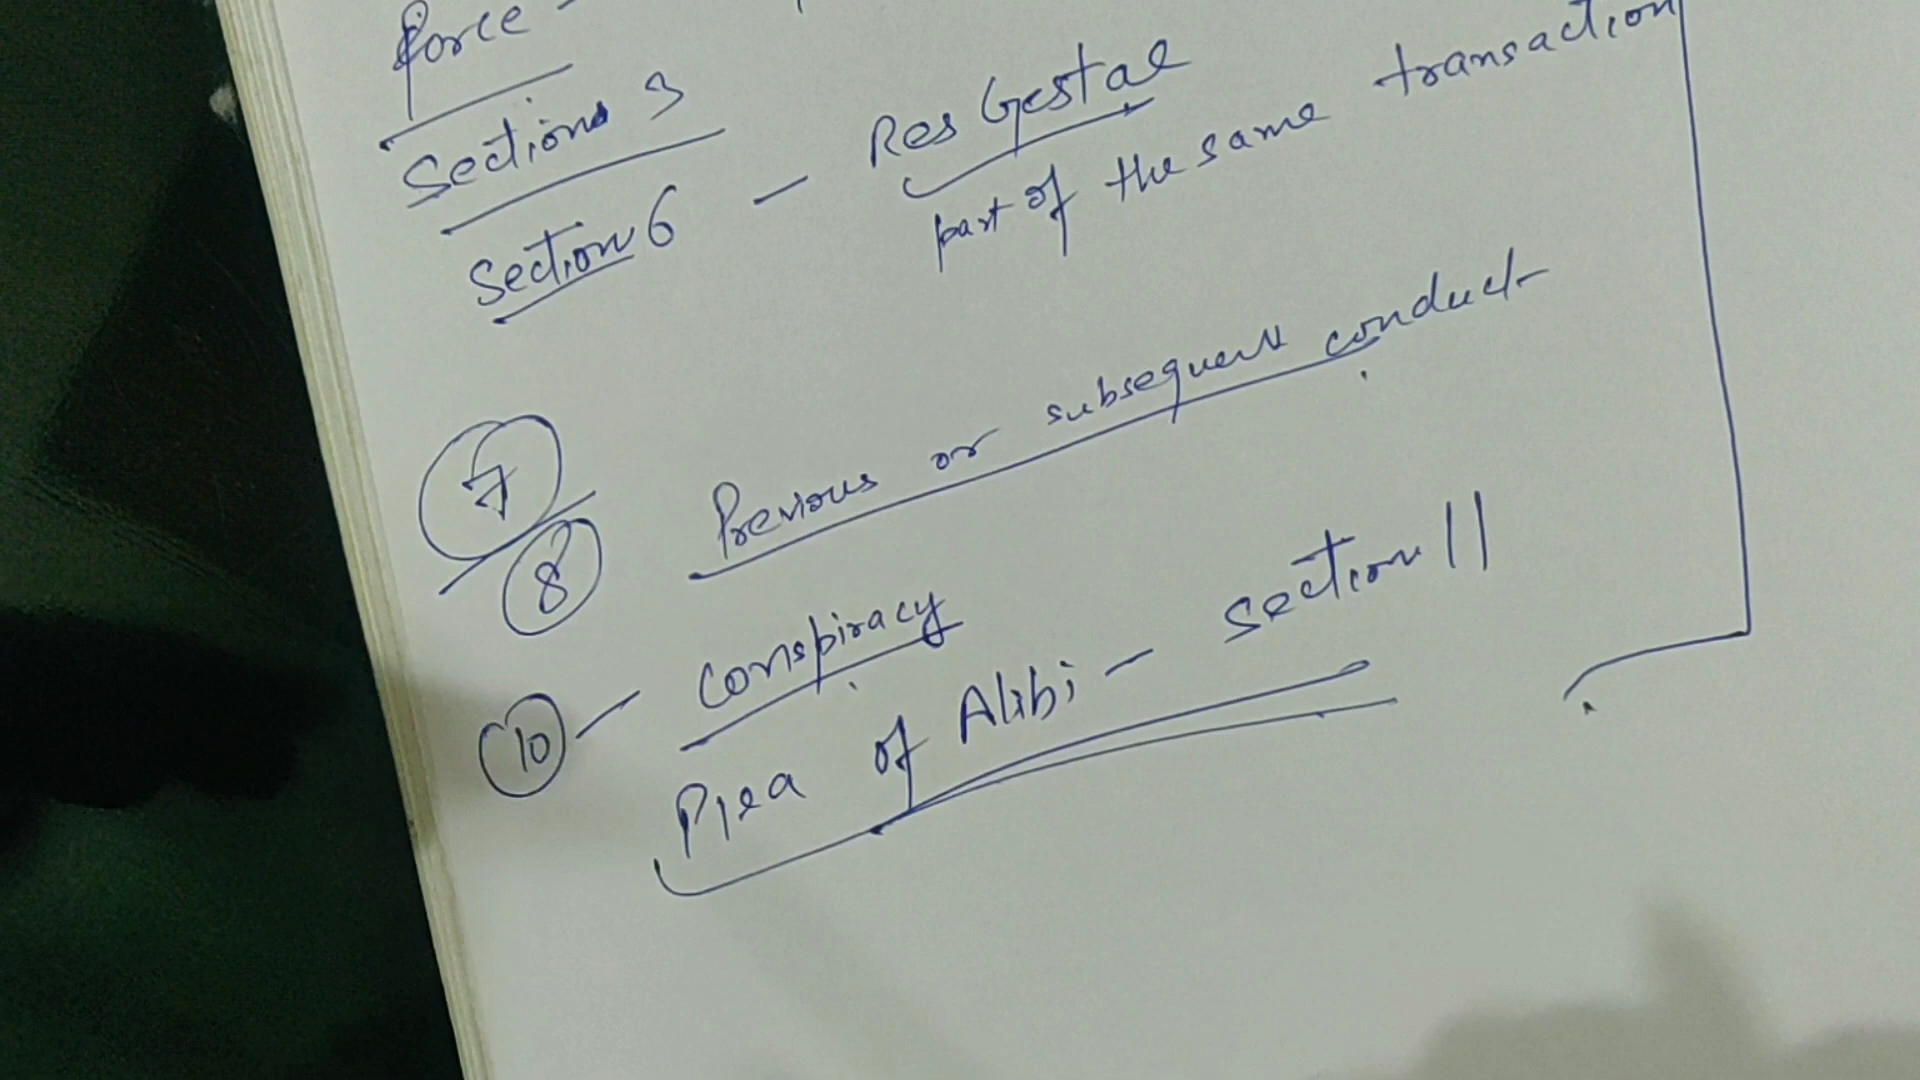 force -
Sections 3
Section 6 - Res Gestae
part of the same transaction
7
8 Previous or subsequent conduct
10 - conspiracy
Plea of Alibi - section 11